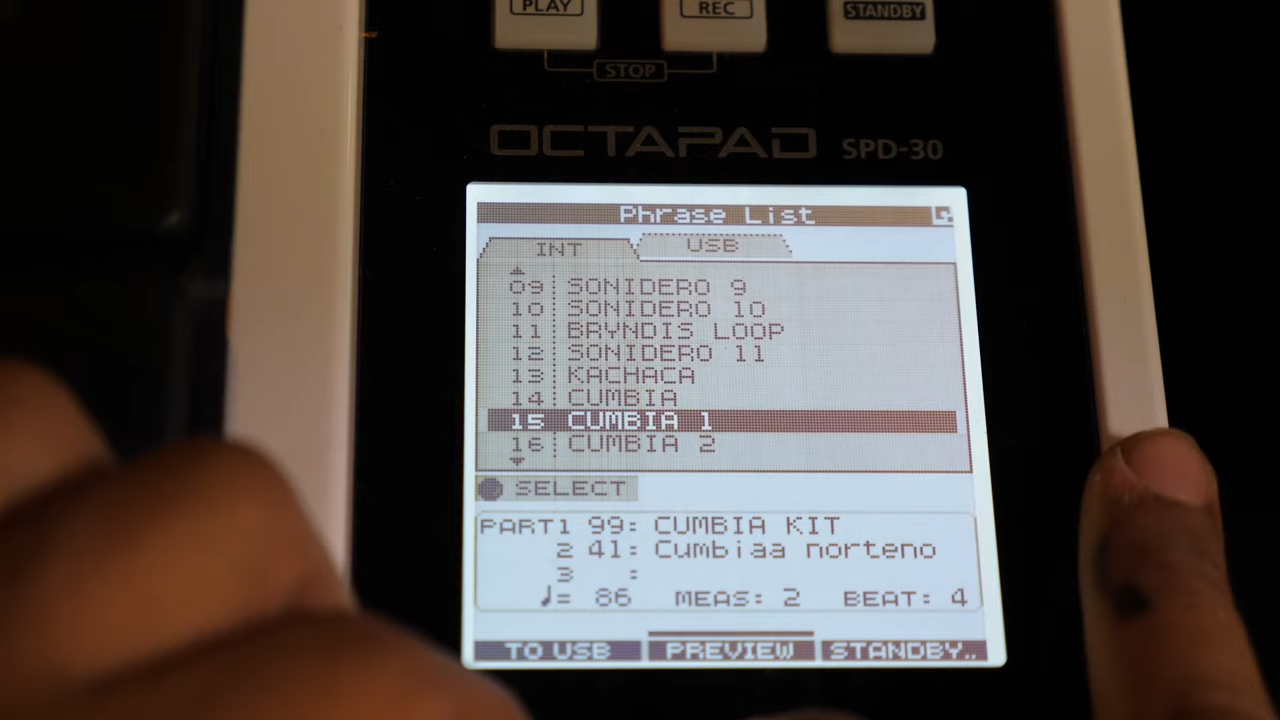 PLAY REC STANDBY
STOP
OCTAPAD SPD-30
Phrase List
INT USB
09 SONIDERO 9
10 SONIDERO 10
11 BRYNDIS LOOP
12 SONIDERO 11
13 KACHACA
14 CUMBIA
15 CUMBIA 1
16 CUMBIA 2
SELECT
PART1 99: CUMBIA KIT
2 41: Cumbiaa norteno
3 :
♩= 86 MEAS: 2 BEAT: 4
TO USB PREVIEW STANDBY..